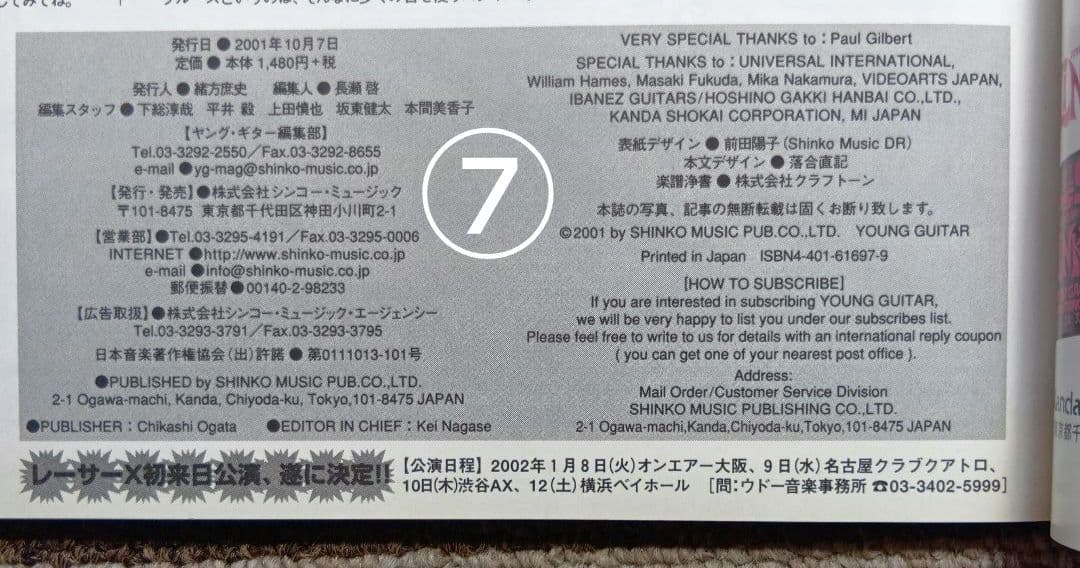 発行日●2001年10月7日
定価●本体1,480円+税
発行人●緒方庶史 編集人●長瀬 啓
編集スタッフ●下総淳哉 平井 毅 上田慎也 坂東健太 本間美香子
【ヤング・ギター編集部】
Tel.03-3292-2550/Fax.03-3292-8655
e-mail●yg-mag@shinko-music.co.jp
【発行・発売】●株式会社シンコー・ミュージック
〒101-8475 東京都千代田区神田小川町2-1
【営業部】●Tel.03-3295-4191/Fax.03-3295-0006
INTERNET●http://www.shinko-music.co.jp
e-mail●info@shinko-music.co.jp
郵便振替●00140-2-98233
【広告取扱】●株式会社シンコー・ミュージック・エージェンシー
Tel.03-3293-3791/Fax.03-3293-3795
日本音楽著作権協会(出)許諾●第0111013-101号
●PUBLISHED by SHINKO MUSIC PUB.CO.,LTD.
2-1 Ogawa-machi, Kanda, Chiyoda-ku, Tokyo,101-8475 JAPAN
●PUBLISHER:Chikashi Ogata ●EDITOR IN CHIEF:Kei Nagase
⑦
VERY SPECIAL THANKS to:Paul Gilbert
SPECIAL THANKS to:UNIVERSAL INTERNATIONAL,
William Hames, Masaki Fukuda, Mika Nakamura, VIDEOARTS JAPAN,
IBANEZ GUITARS/HOSHINO GAKKI HANBAI CO.,LTD.,
KANDA SHOKAI CORPORATION, MI JAPAN
表紙デザイン●前田陽子(Shinko Music DR)
本文デザイン●落合直記
楽譜浄書●株式会社クラフトーン
本誌の写真、記事の無断転載は固くお断り致します。
©2001 by SHINKO MUSIC PUB.CO.,LTD. YOUNG GUITAR
Printed in Japan ISBN4-401-61697-9
[HOW TO SUBSCRIBE]
If you are interested in subscribing YOUNG GUITAR,
we will be very happy to list you under our subscribes list.
Please feel free to write to us for details with an international reply coupon
( you can get one of your nearest post office ).
Address:
Mail Order/Customer Service Division
SHINKO MUSIC PUBLISHING CO.,LTD.
2-1 Ogawa-machi,Kanda,Chiyoda-ku,Tokyo,101-8475 JAPAN
レーサーX初来日公演、遂に決定!!
【公演日程】2002年1月8日(火)オンエアー大阪、9日(水)名古屋クラブクアトロ、
10日(木)渋谷AX、12(土)横浜ベイホール [問:ウドー音楽事務所 ☎03-3402-5999]